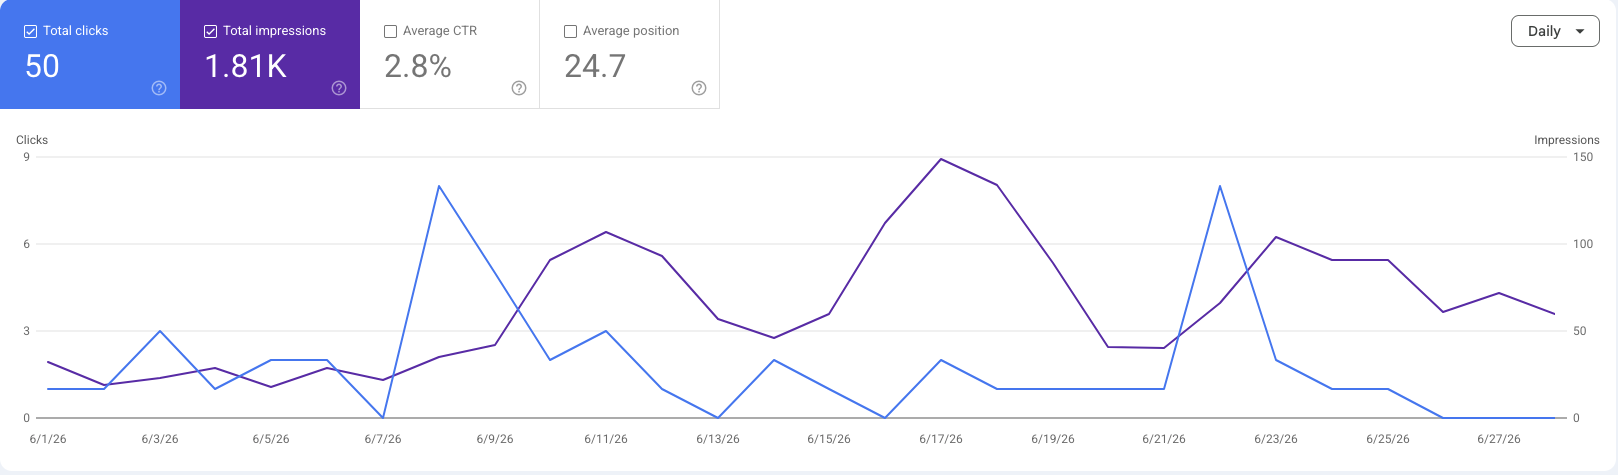 Total clicks
50
Total impressions
1.81K
Average CTR
2.8%
Average position
24.7
Daily
Clicks
Impressions
9
6
3
0
150
100
50
0
6/1/26 6/3/26 6/5/26 6/7/26 6/9/26 6/11/26 6/13/26 6/15/26 6/17/26 6/19/26 6/21/26 6/23/26 6/25/26 6/27/26